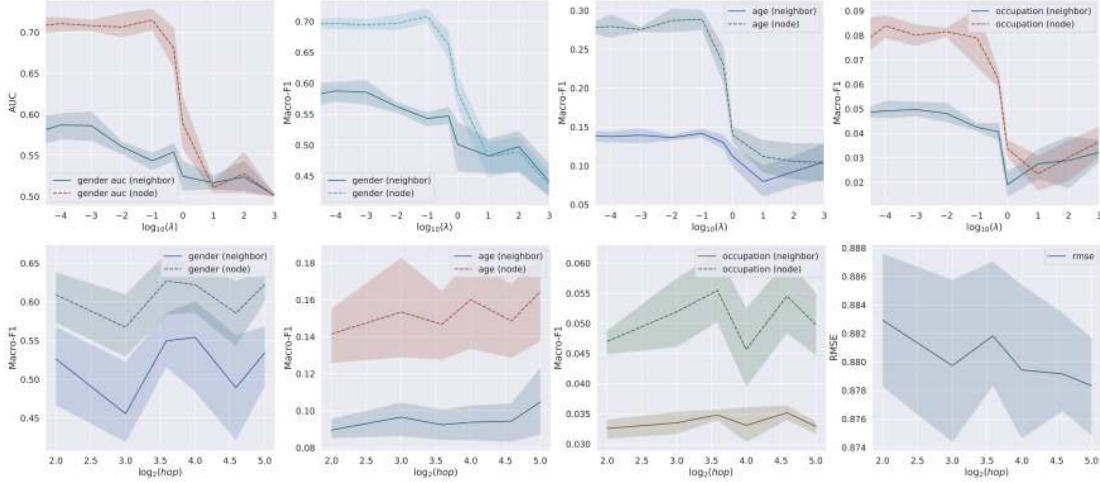 0.70
0.65
0.60
0.55
0.50
AUC
gender auc (neighbor)
gender auc (node)
−4 −3 −2 −1 0 1 2 3
log10(λ)
0.70
0.65
0.60
0.55
0.50
0.45
Macro-F1
gender (neighbor)
gender (node)
−4 −3 −2 −1 0 1 2 3
log10(λ)
0.30
0.25
0.20
0.15
0.10
0.05
Macro-F1
age (neighbor)
age (node)
−4 −3 −2 −1 0 1 2 3
log10(λ)
0.09
0.08
0.07
0.06
0.05
0.04
0.03
0.02
Macro-F1
occupation (neighbor)
occupation (node)
−4 −3 −2 −1 0 1 2 3
log10(λ)
0.65
0.60
0.55
0.50
0.45
Macro-F1
gender (neighbor)
gender (node)
2.0 2.5 3.0 3.5 4.0 4.5 5.0
log2(hop)
0.18
0.16
0.14
0.12
0.10
0.08
Macro-F1
age (neighbor)
age (node)
2.0 2.5 3.0 3.5 4.0 4.5 5.0
log2(hop)
0.060
0.055
0.050
0.045
0.040
0.035
0.030
Macro-F1
occupation (neighbor)
occupation (node)
2.0 2.5 3.0 3.5 4.0 4.5 5.0
log2(hop)
0.888
0.886
0.884
0.882
0.880
0.878
0.876
0.874
RMSE
rmse
2.0 2.5 3.0 3.5 4.0 4.5 5.0
log2(hop)